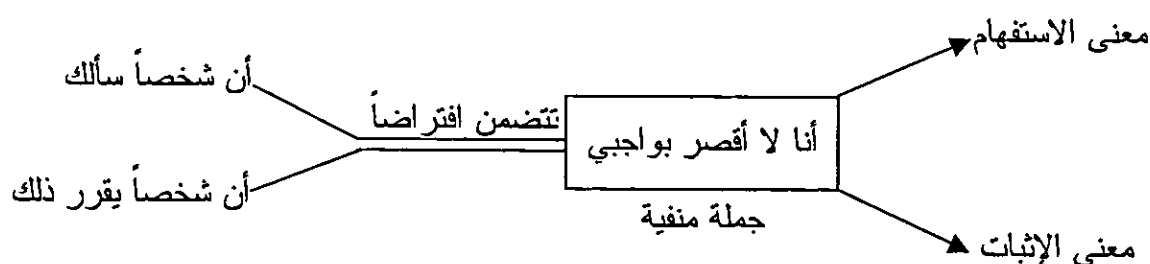 معنى الاستفهام
أن شخصاً سألك
تتضمن افتراضاً
أنا لا أقصر بواجبي
أن شخصاً يقرر ذلك
جملة منفية
معنى الإثبات